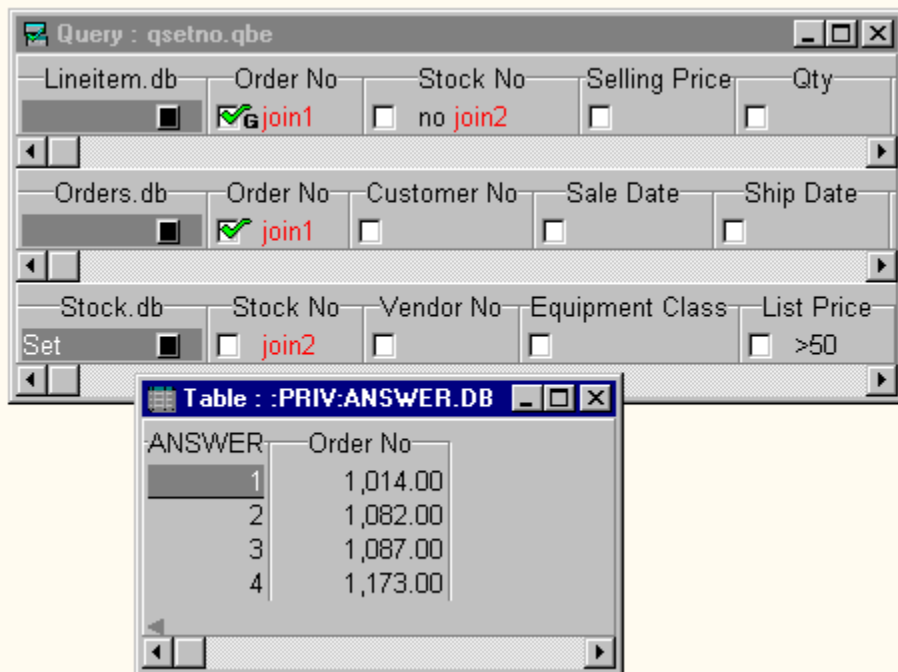 Query : qsetno.qbe
Lineitem.db Order No Stock No Selling Price Qty
G join1 no join2
Orders.db Order No Customer No Sale Date Ship Date
join1
Stock.db Stock No Vendor No Equipment Class List Price
Set join2 >50
Table : :PRIV:ANSWER.DB
ANSWER Order No
1 1,014.00
2 1,082.00
3 1,087.00
4 1,173.00